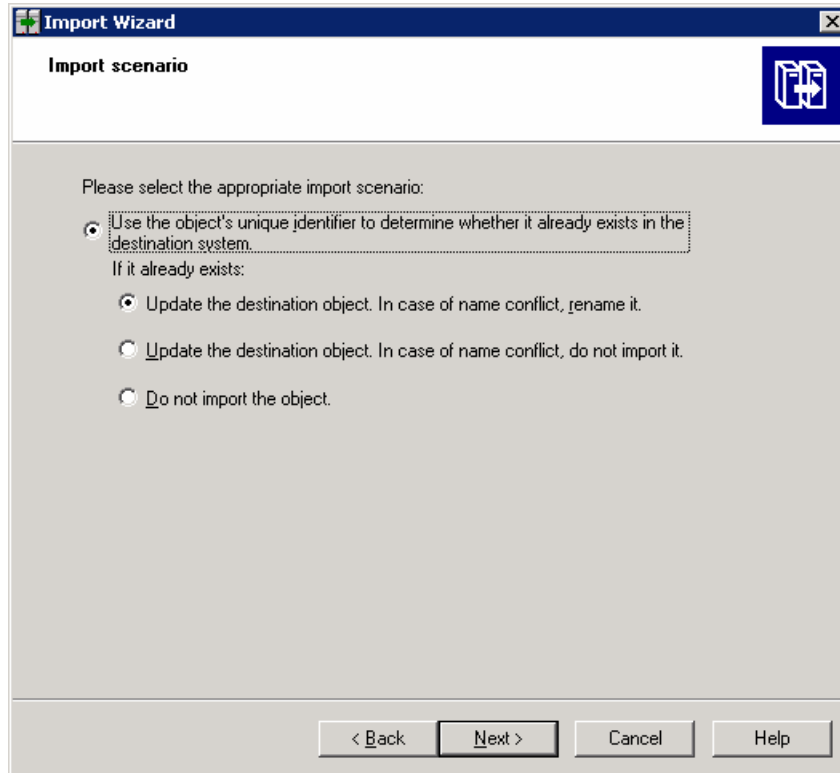 Import Wizard
Import scenario
Please select the appropriate import scenario:
Use the object's unique identifier to determine whether it already exists in the
destination system.
If it already exists:
Update the destination object. In case of name conflict, rename it.
Update the destination object. In case of name conflict, do not import it.
Do not import the object.
< Back
Next >
Cancel
Help